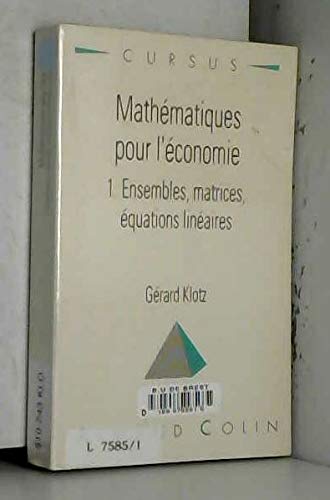 CURSUS
Mathématiques
pour l'économie
1. Ensembles, matrices,
équations linéaires
Gérard Klotz
B.U DE BREST
D COLIN
L 7585/1